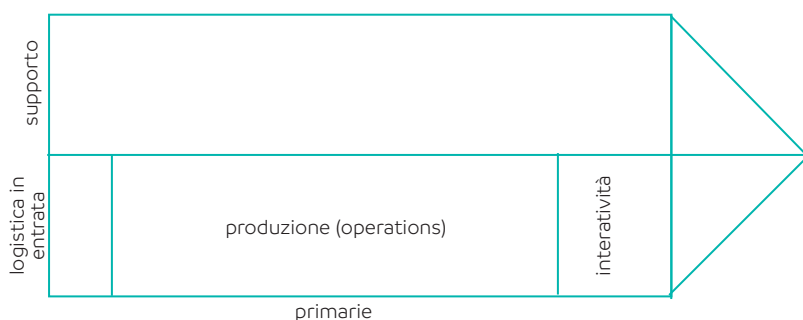 supporto
logistica in
entrata
produzione (operations)
interatività
primarie